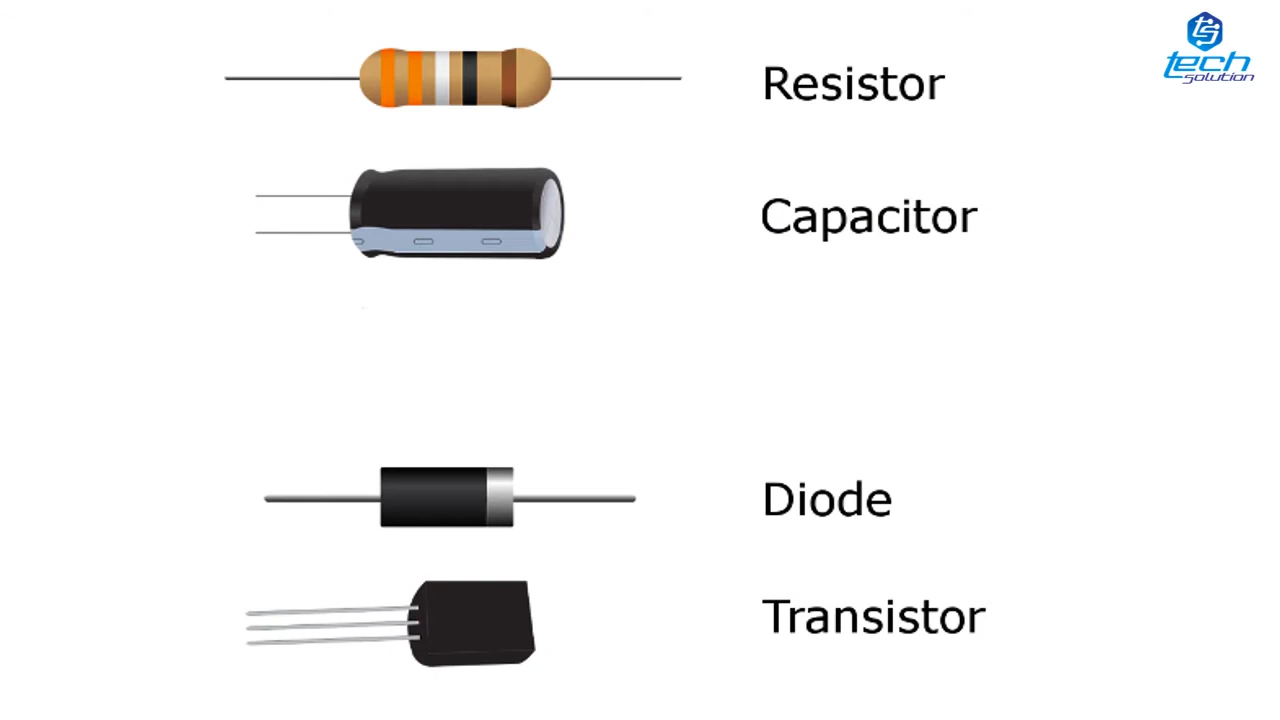 Resistor
tech
solution
Capacitor
Diode
Transistor